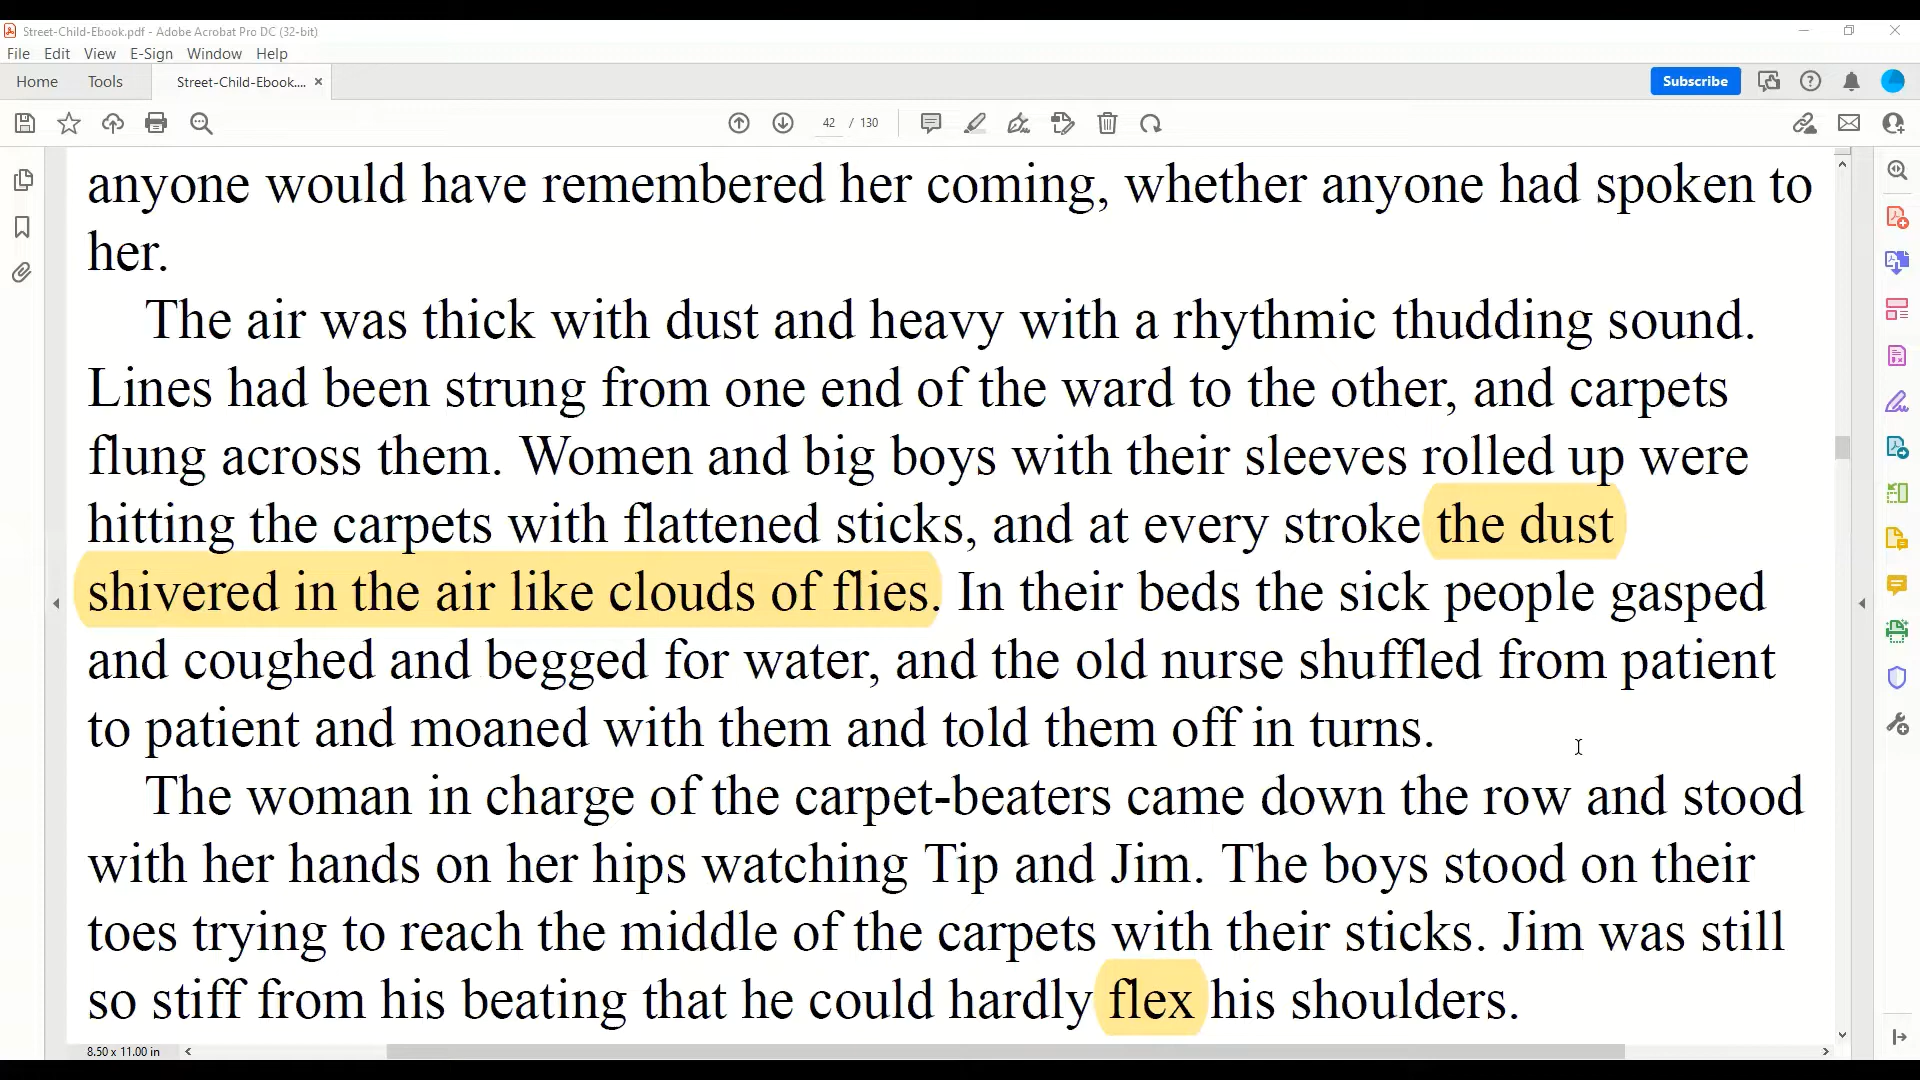 Street-Child-Ebook.pdf - Adobe Acrobat Pro DC (32-bit)
File Edit View E-Sign Window Help
Home Tools Street-Child-Ebook.... × Subscribe
42 / 130
anyone would have remembered her coming, whether anyone had spoken to
her.
The air was thick with dust and heavy with a rhythmic thudding sound.
Lines had been strung from one end of the ward to the other, and carpets
flung across them. Women and big boys with their sleeves rolled up were
hitting the carpets with flattened sticks, and at every stroke the dust
shivered in the air like clouds of flies. In their beds the sick people gasped
and coughed and begged for water, and the old nurse shuffled from patient
to patient and moaned with them and told them off in turns.
The woman in charge of the carpet-beaters came down the row and stood
with her hands on her hips watching Tip and Jim. The boys stood on their
toes trying to reach the middle of the carpets with their sticks. Jim was still
so stiff from his beating that he could hardly flex his shoulders.
8.50 x 11.00 in